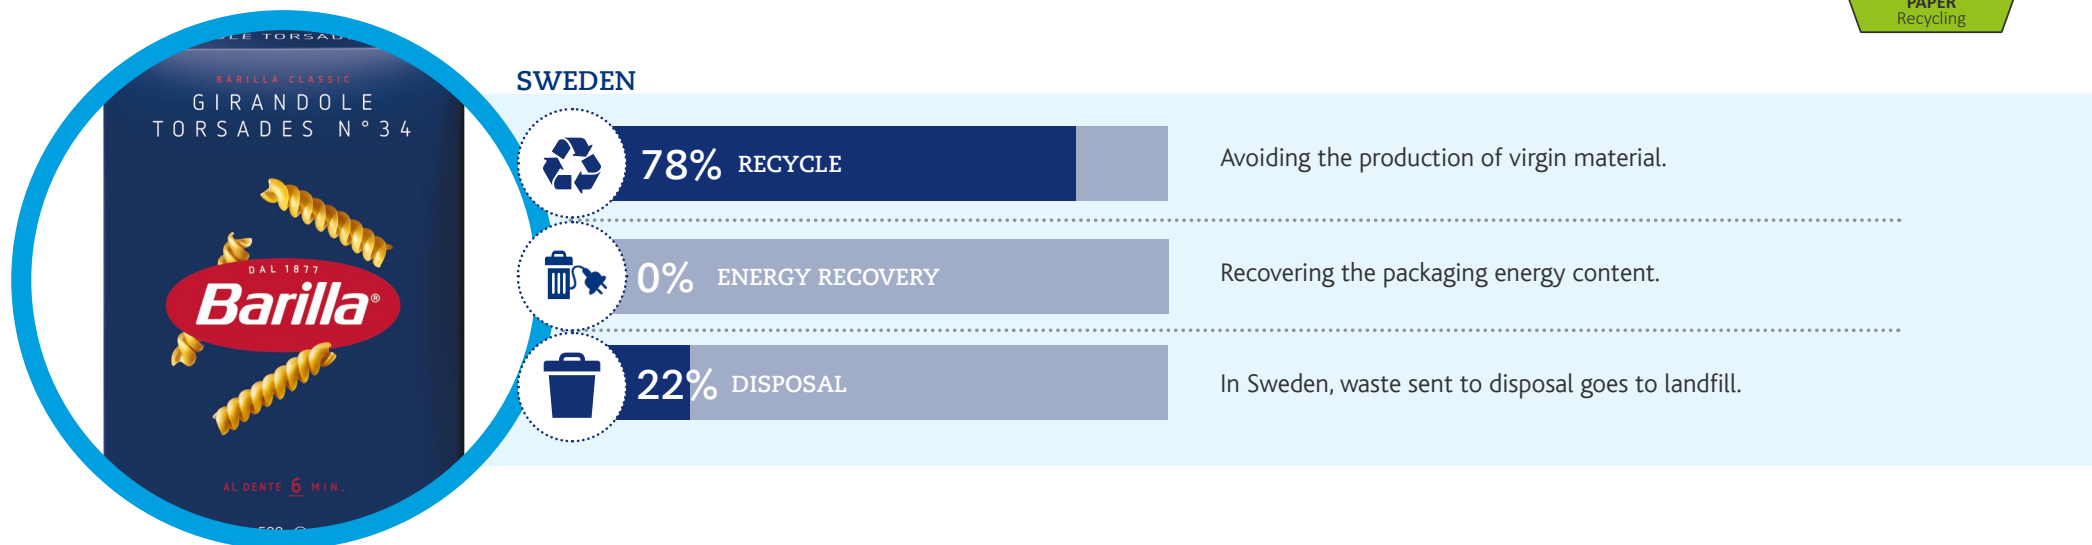 PAPER
Recycling
BARILLA CLASSIC
GIRANDOLE
TORSADES N°34
DAL 1877
Barilla®
AL DENTE 6 MIN.
SWEDEN
78% RECYCLE
Avoiding the production of virgin material.
0% ENERGY RECOVERY
Recovering the packaging energy content.
22% DISPOSAL
In Sweden, waste sent to disposal goes to landfill.